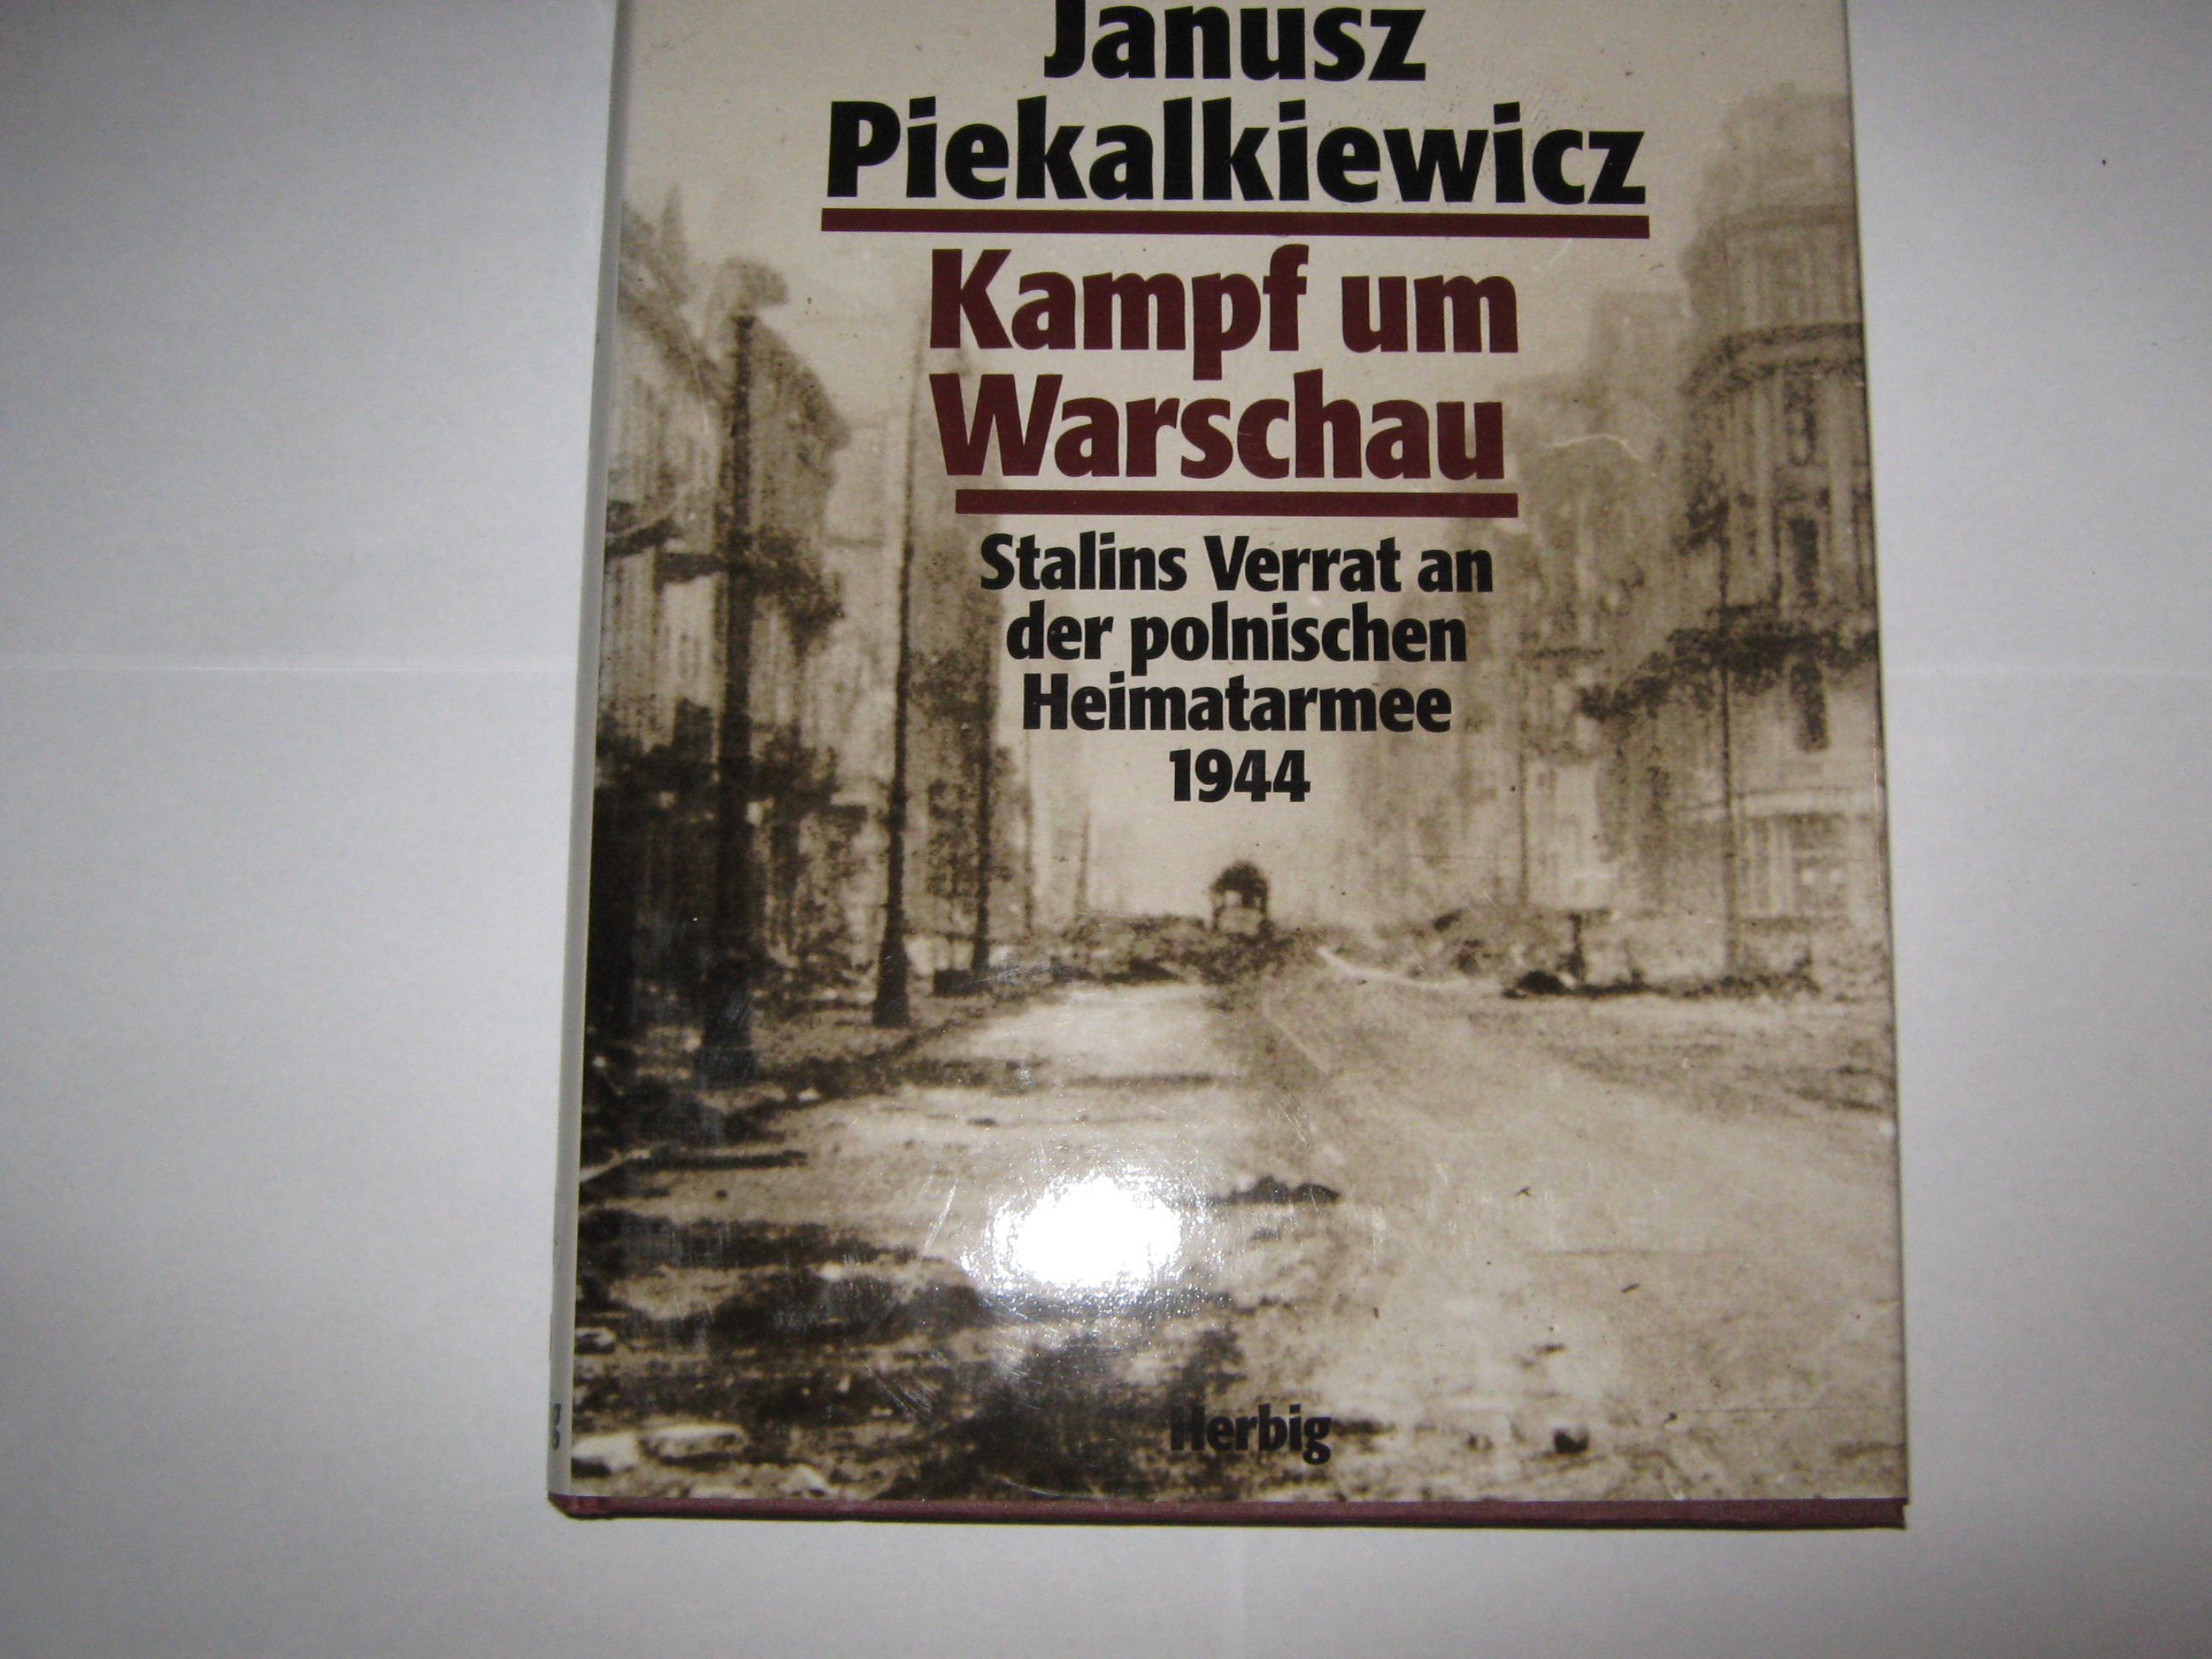 Janusz
Piekalkiewicz
Kampf um
Warschau
Stalins Verrat an
der polnischen
Heimatarmee
1944
Herbig